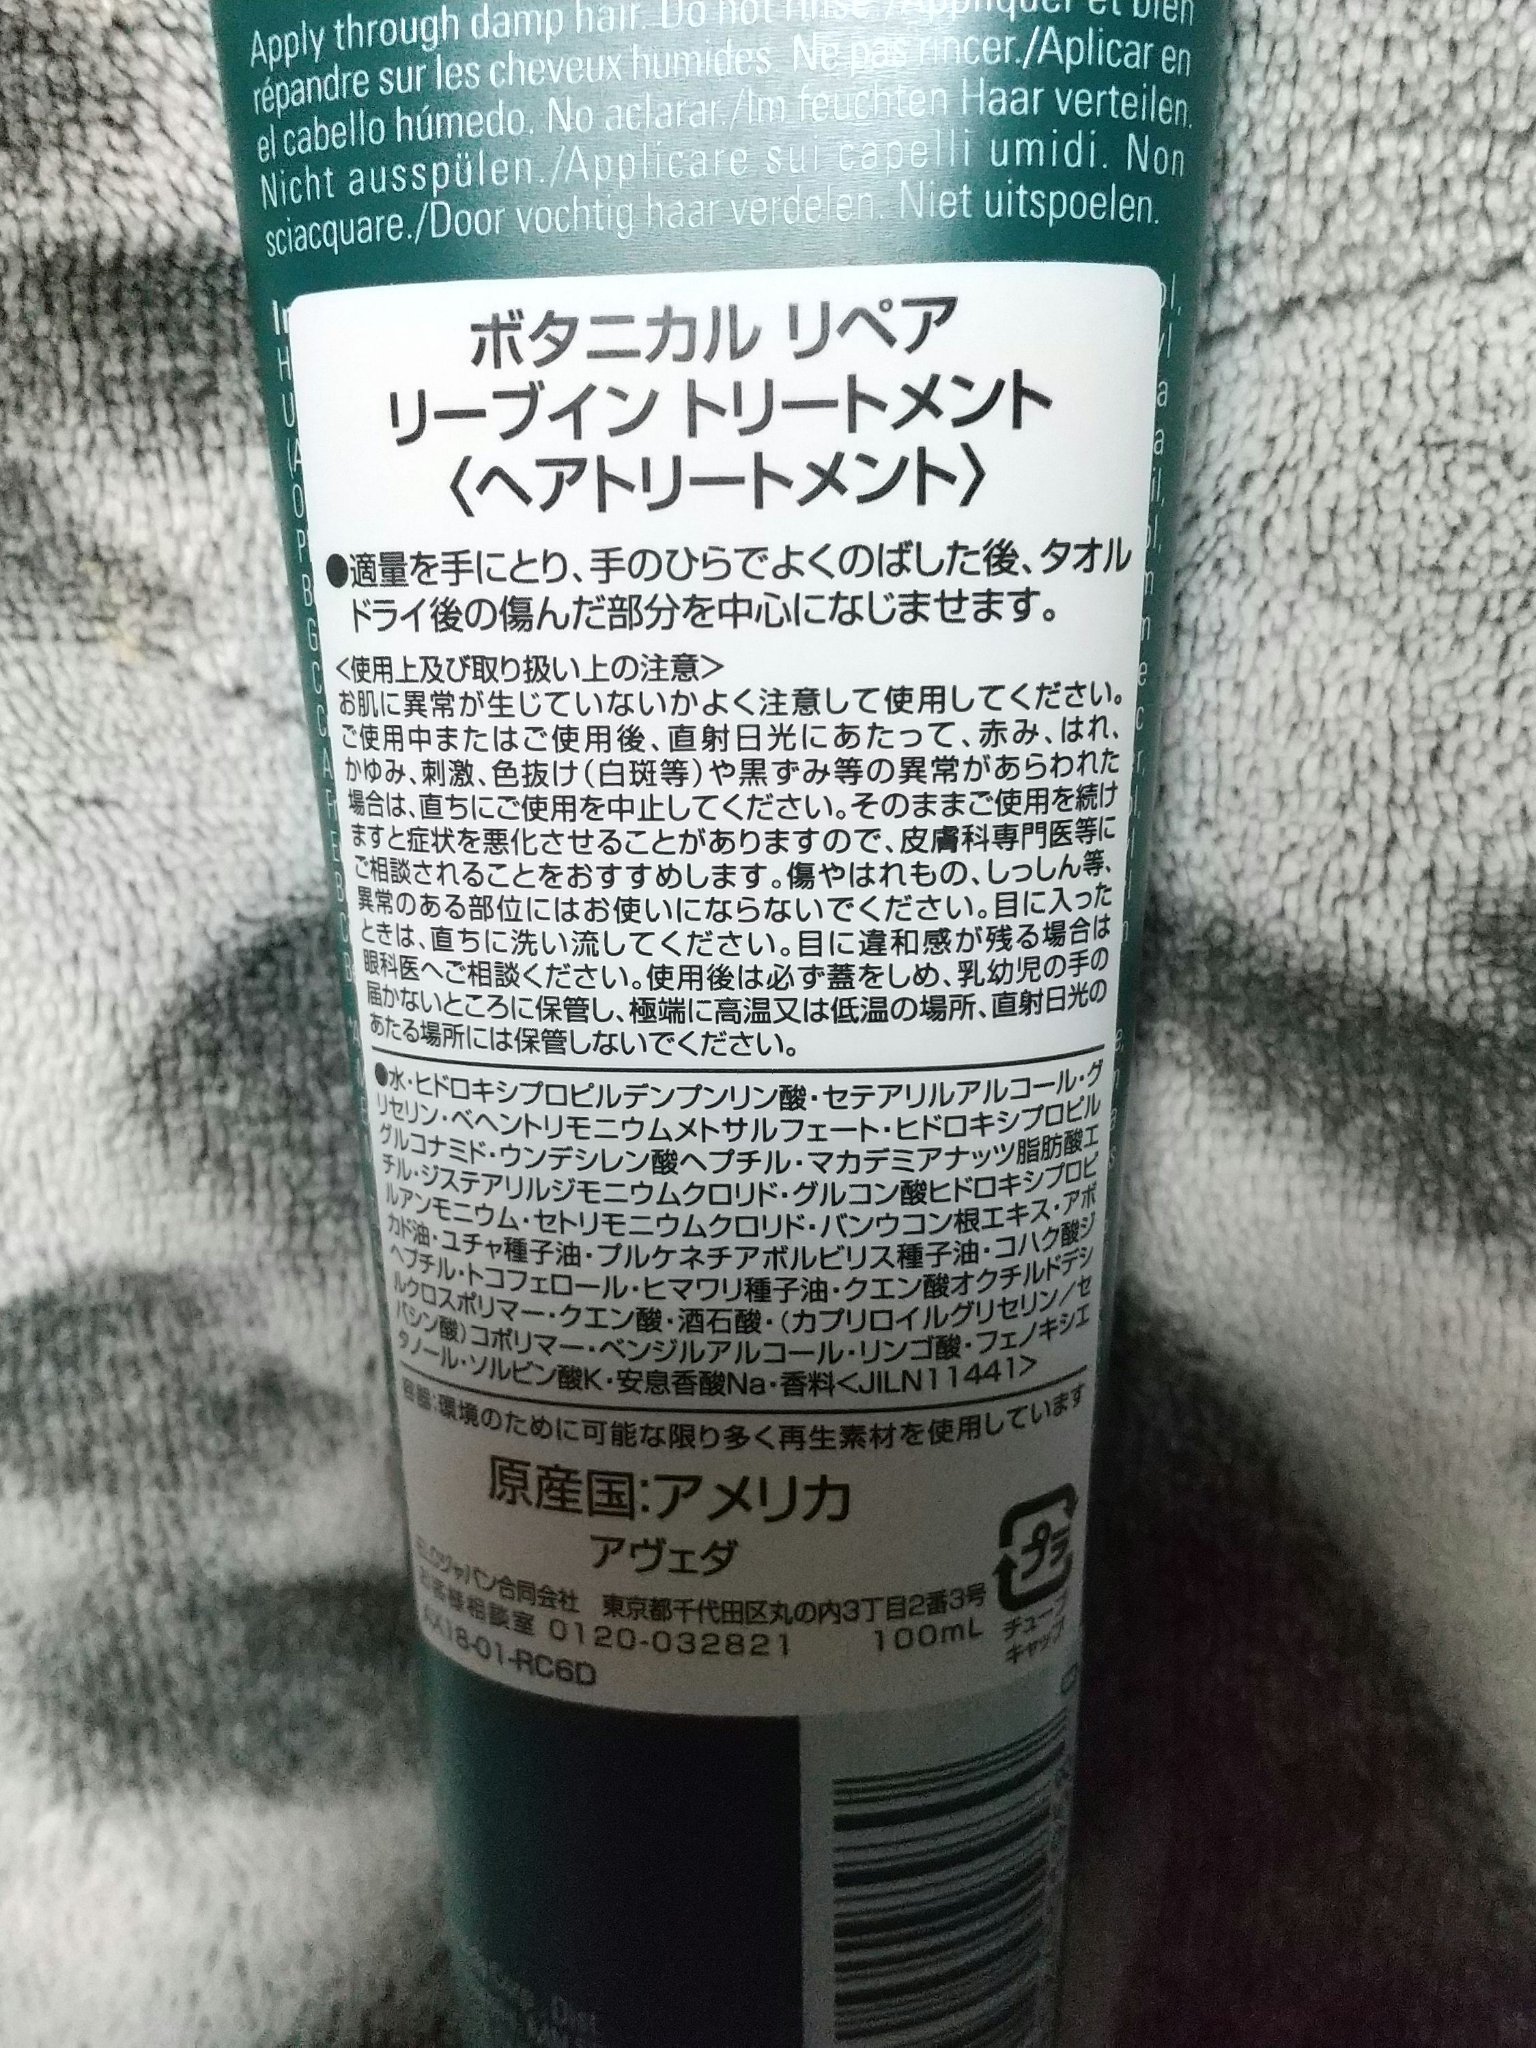 Apply through damp hair. Do not rinse./Appliquer et bien
répandre sur les cheveux humides. Ne pas rincer./Aplicar en
el cabello húmedo. No aclarar./Im feuchten Haar verteilen.
Nicht ausspülen./Applicare sui capelli umidi. Non
sciacquare./Door vochtig haar verdelen. Niet uitspoelen.
ボタニカル リペア
リーブイン トリートメント
〈ヘアトリートメント〉
●適量を手にとり、手のひらでよくのばした後、タオル
ドライ後の傷んだ部分を中心になじませます。
<使用上及び取り扱い上の注意>
お肌に異常が生じていないかよく注意して使用してください。
ご使用中またはご使用後、直射日光にあたって、赤み、はれ、
かゆみ、刺激、色抜け(白斑等)や黒ずみ等の異常があらわれた
場合は、直ちにご使用を中止してください。そのままご使用を続け
ますと症状を悪化させることがありますので、皮膚科専門医等に
ご相談されることをおすすめします。傷やはれもの、しっしん等、
異常のある部位にはお使いにならないでください。目に入った
ときは、直ちに洗い流してください。目に違和感が残る場合は
眼科医へご相談ください。使用後は必ず蓋をしめ、乳幼児の手の
届かないところに保管し、極端に高温又は低温の場所、直射日光の
あたる場所には保管しないでください。
●水・ヒドロキシプロピルデンプンリン酸・セテアリルアルコール・グ
リセリン・ベヘントリモニウムメトサルフェート・ヒドロキシプロピル
グルコナミド・ウンデシレン酸ヘプチル・マカデミアナッツ脂肪酸エ
チル・ジステアリルジモニウムクロリド・グルコン酸ヒドロキシプロピ
ルアンモニウム・セトリモニウムクロリド・バンウコン根エキス・アボ
カド油・ユチャ種子油・プルケネチアボルビリス種子油・コハク酸ジ
ヘプチル・トコフェロール・ヒマワリ種子油・クエン酸オクチルドデシ
ルクロスポリマー・クエン酸・酒石酸・(カプリロイルグリセリン/セ
バシン酸)コポリマー・ベンジルアルコール・リンゴ酸・フェノキシエ
タノール・ソルビン酸K・安息香酸Na・香料<JILN11441>
容器:環境のために可能な限り多く再生素材を使用しています
原産国:アメリカ
アヴェダ
ELCジャパン合同会社 東京都千代田区丸の内3丁目2番3号
お客様相談室 0120-032821 100mL
AX18-01-RC6D
プラ
チューブ
キャップ